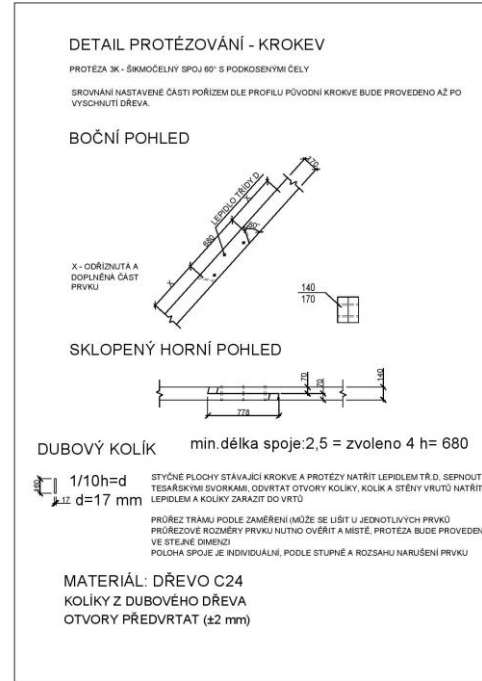 DETAIL PROTÉZOVÁNÍ - KROKEV
PROTÉZA 3K - ŠIKMOČELNÝ SPOJ 60° S PODKOSENÝMI ČELY
SROVNÁNÍ NASTAVENÉ ČÁSTI POŘÍZEM DLE PROFILU PŮVODNÍ KROKVE BUDE PROVEDENO AŽ PO
VYSCHNUTÍ DŘEVA.
BOČNÍ POHLED
170
LEPIDLO TŘÍDY D
X
680
60°
X
X - ODŘÍZNUTÁ A
DOPLNĚNÁ ČÁST
PRVKU
140
170
SKLOPENÝ HORNÍ POHLED
70
70
140
778
DUBOVÝ KOLÍK
min.délka spoje:2,5 = zvoleno 4 h= 680
1/10h=d
17
d=17 mm
STYČNÉ PLOCHY STÁVAJÍCÍ KROKVE A PROTÉZY NATŘÍT LEPIDLEM TŘ.D, SEPNOUT
TESAŘSKÝMI SVORKAMI, ODVRTAT OTVORY KOLÍKY, KOLÍK A STĚNY VRUTŮ NATŘÍT
LEPIDLEM A KOLÍKY ZARAZIT DO VRTŮ
PRŮŘEZ TRÁMU PODLE ZAMĚŘENÍ (MŮŽE SE LIŠIT U JEDNOTLIVÝCH PRVKŮ
PRŮŘEZOVÉ ROZMĚRY PRVKU NUTNO OVĚŘIT A MÍSTĚ, PROTÉZA BUDE PROVEDENA
VE STEJNÉ DIMENZI
POLOHA SPOJE JE INDIVIDUÁLNÍ, PODLE STUPNĚ A ROZSAHU NARUŠENÍ PRVKU
MATERIÁL: DŘEVO C24
KOLÍKY Z DUBOVÉHO DŘEVA
OTVORY PŘEDVRTAT (±2 mm)